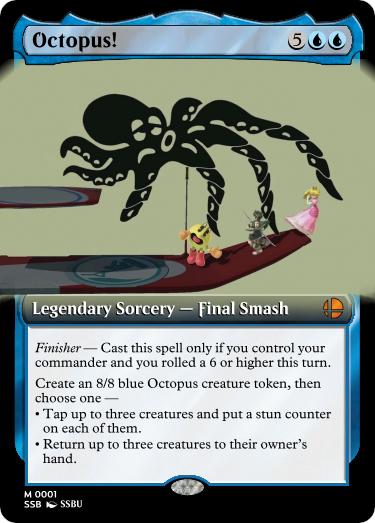 Octopus! 5
Legendary Sorcery — Final Smash
Finisher — Cast this spell only if you control your
commander and you rolled a 6 or higher this turn.
Create an 8/8 blue Octopus creature token, then
choose one —
• Tap up to three creatures and put a stun counter
on each of them.
• Return up to three creatures to their owner's
hand.
M 0001
SSB SSBU